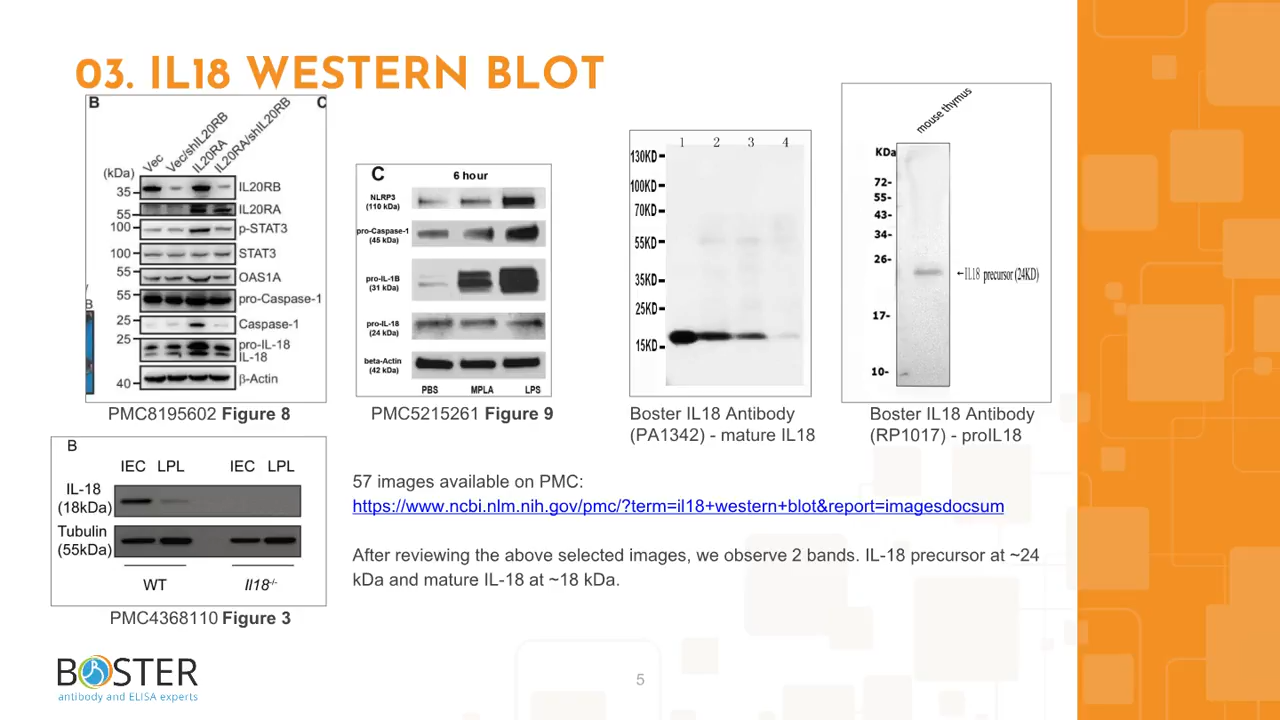 03. IL18 WESTERN BLOT
B
C
Vec
Vec/shIL20RB
IL20RA
IL20RA/shIL20RB
(kDa)
35 IL20RB
55 IL20RA
100 p-STAT3
100 STAT3
55 OAS1A
55 pro-Caspase-1
25 Caspase-1
25 pro-IL-18
IL-18
40 β-Actin
B
PMC8195602 Figure 8
C
6 hour
NLRP3
(110 kDa)
pro-Caspase-1
(45 kDa)
pro-IL-1B
(31 kDa)
pro-IL-18
(24 kDa)
beta-Actin
(42 kDa)
PBS MPLA LPS
PMC5215261 Figure 9
1 2 3 4
130KD
100KD
70KD
55KD
35KD
25KD
15KD
Boster IL18 Antibody
(PA1342) - mature IL18
mouse thymus
KDa
72-
55-
43-
34-
26-
←IL18 precursor (24KD)
17-
10-
Boster IL18 Antibody
(RP1017) - proIL18
B
IEC LPL IEC LPL
IL-18
(18kDa)
Tubulin
(55kDa)
WT Il18-/-
PMC4368110 Figure 3
57 images available on PMC:
https://www.ncbi.nlm.nih.gov/pmc/?term=il18+western+blot&report=imagesdocsum
After reviewing the above selected images, we observe 2 bands. IL-18 precursor at ~24
kDa and mature IL-18 at ~18 kDa.
BOSTER
antibody and ELISA experts
5